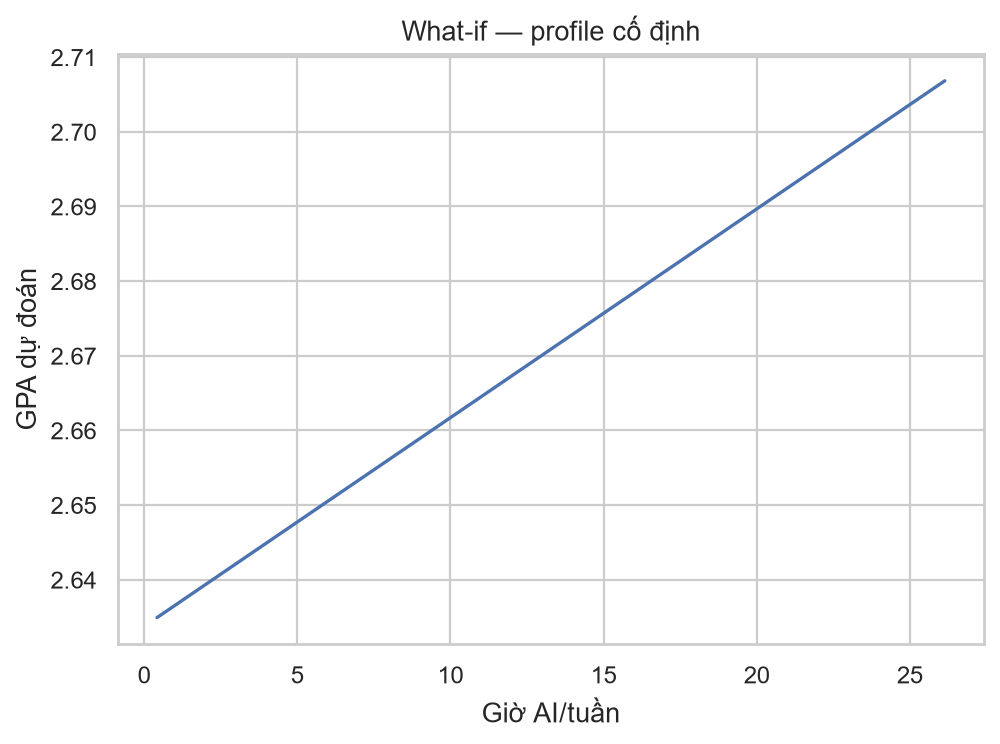 What-if — profile cố định
2.71
2.70
2.69
2.68
2.67
2.66
2.65
2.64
GPA dự đoán
0 5 10 15 20 25
Giờ AI/tuần